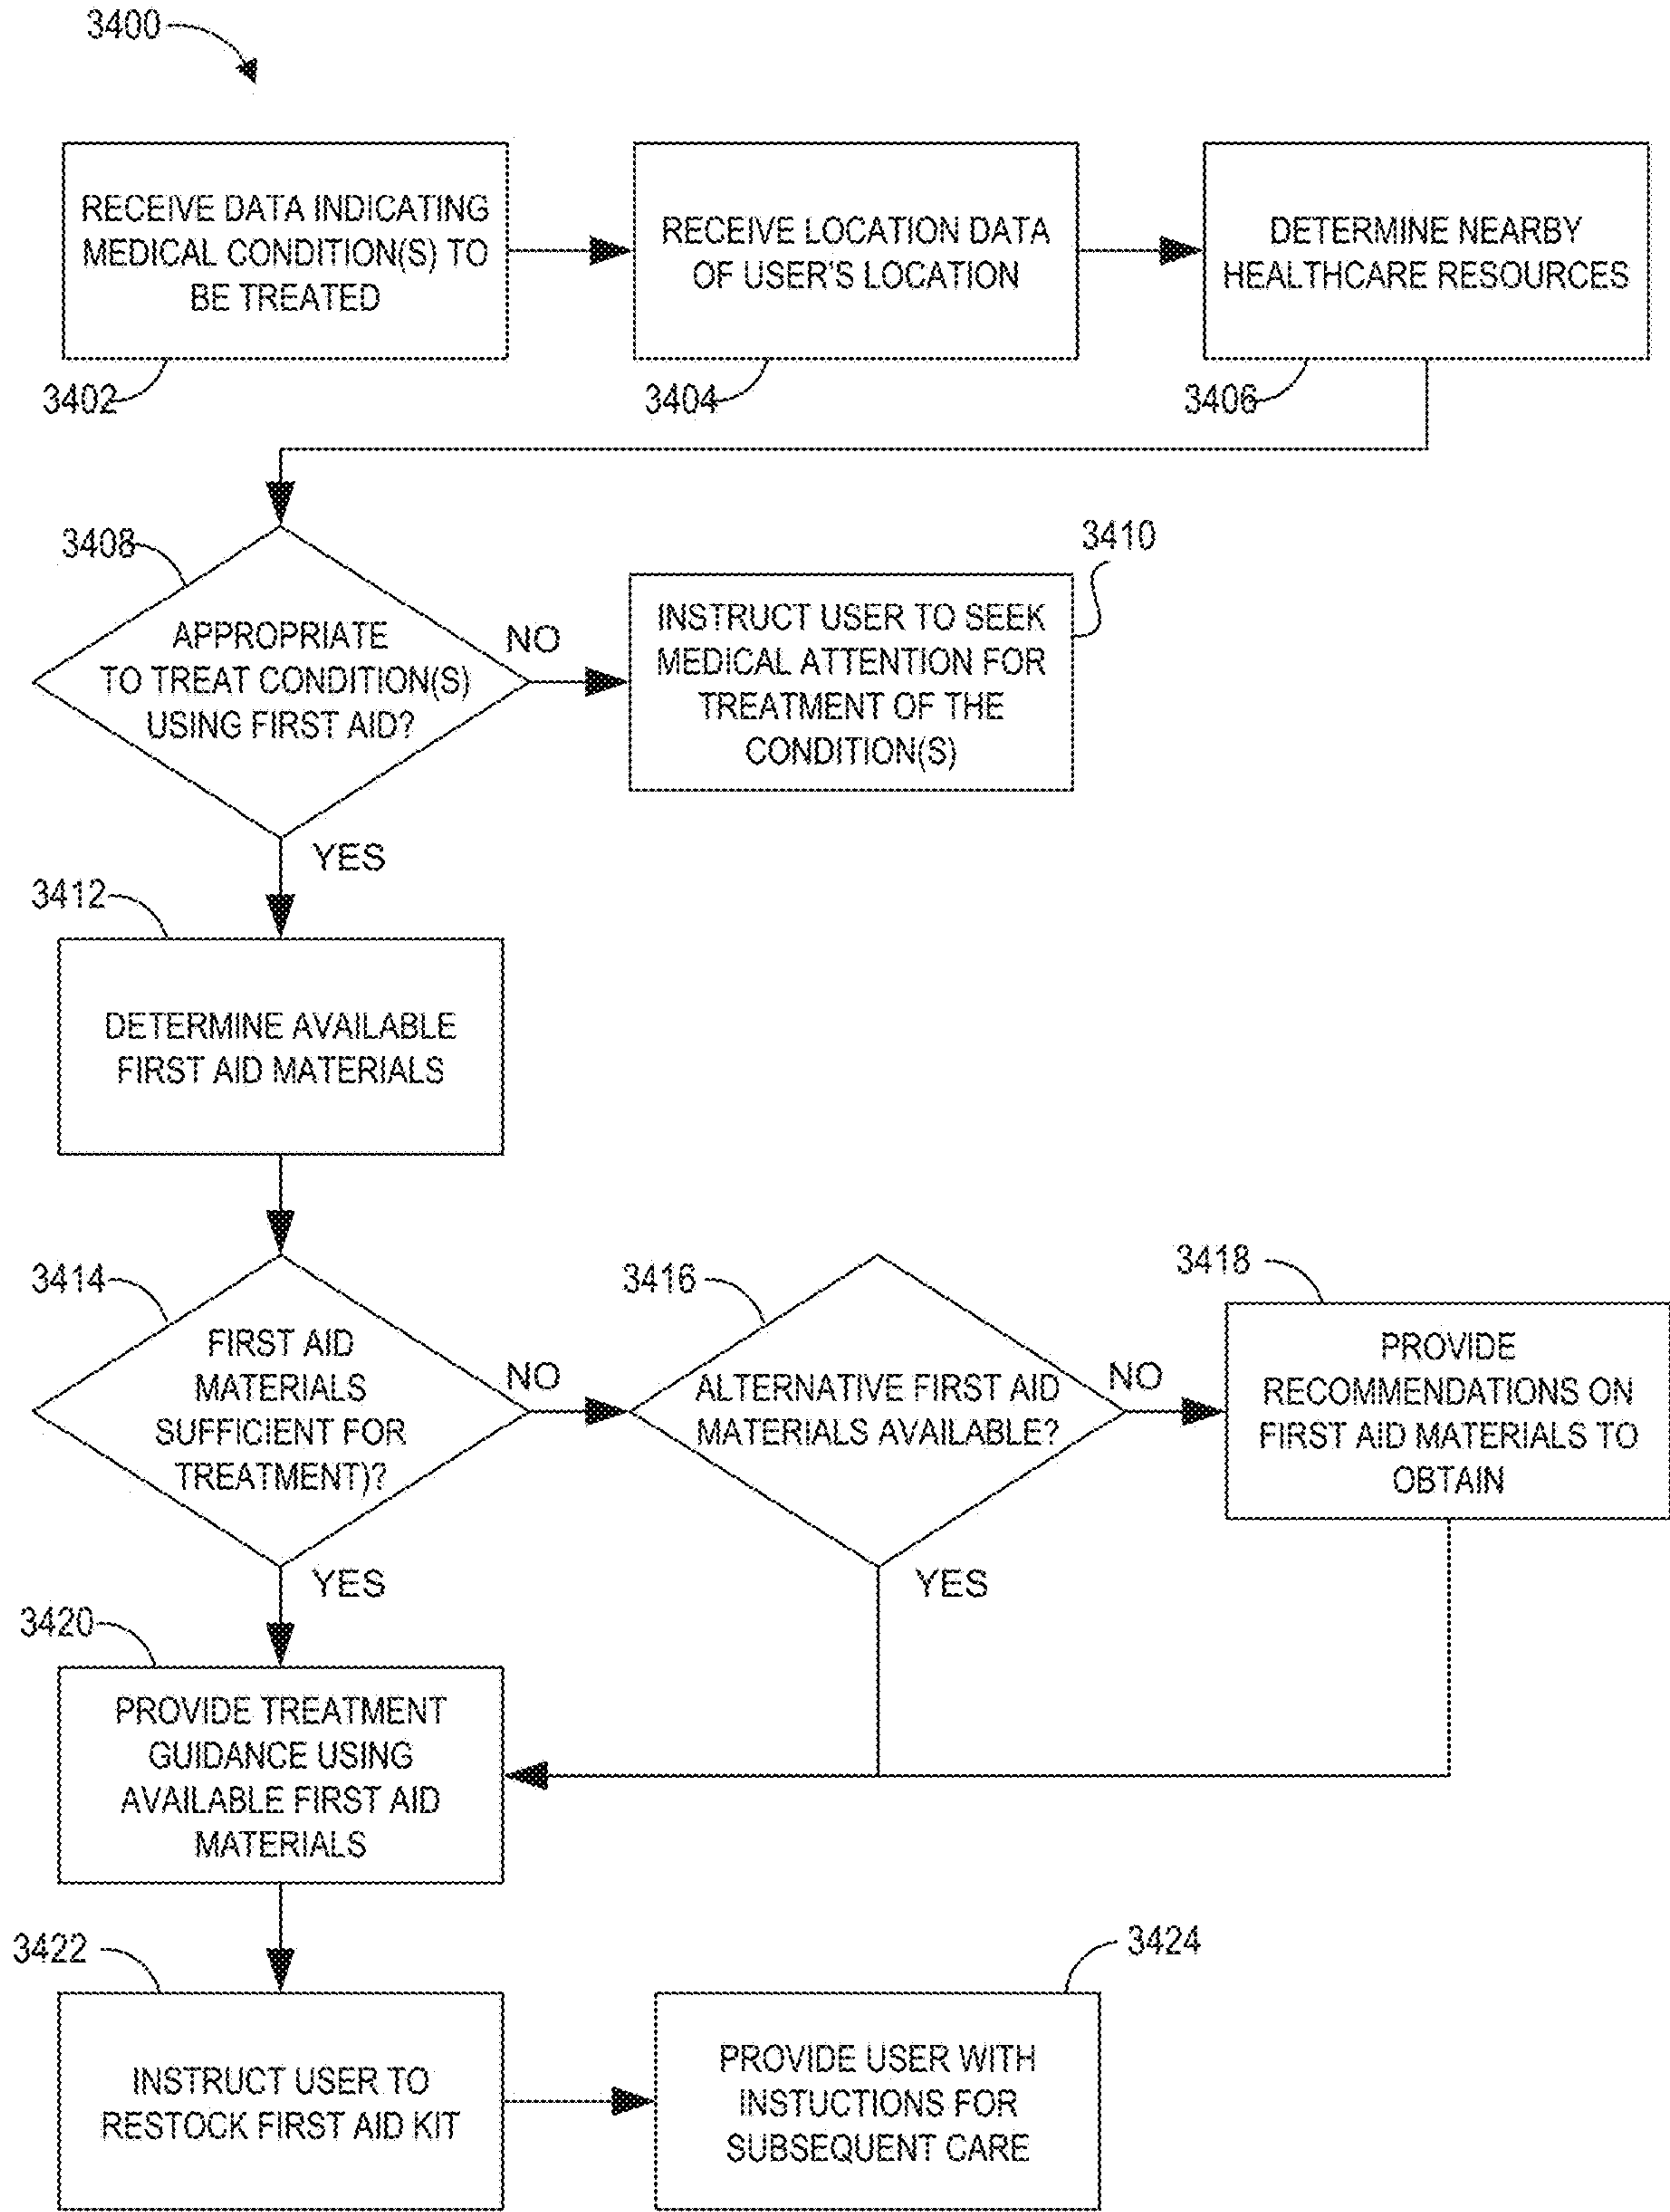 3400
RECEIVE DATA INDICATING
MEDICAL CONDITION(S) TO
BE TREATED
3402
RECEIVE LOCATION DATA
OF USER'S LOCATION
3404
DETERMINE NEARBY
HEALTHCARE RESOURCES
3406
3408
APPROPRIATE
TO TREAT CONDITION(S)
USING FIRST AID?
NO
YES
3410
INSTRUCT USER TO SEEK
MEDICAL ATTENTION FOR
TREATMENT OF THE
CONDITION(S)
3412
DETERMINE AVAILABLE
FIRST AID MATERIALS
3414
FIRST AID
MATERIALS
SUFFICIENT FOR
TREATMENT)?
NO
YES
3416
ALTERNATIVE FIRST AID
MATERIALS AVAILABLE?
NO
YES
3418
PROVIDE
RECOMMENDATIONS ON
FIRST AID MATERIALS TO
OBTAIN
3420
PROVIDE TREATMENT
GUIDANCE USING
AVAILABLE FIRST AID
MATERIALS
3422
INSTRUCT USER TO
RESTOCK FIRST AID KIT
3424
PROVIDE USER WITH
INSTUCTIONS FOR
SUBSEQUENT CARE